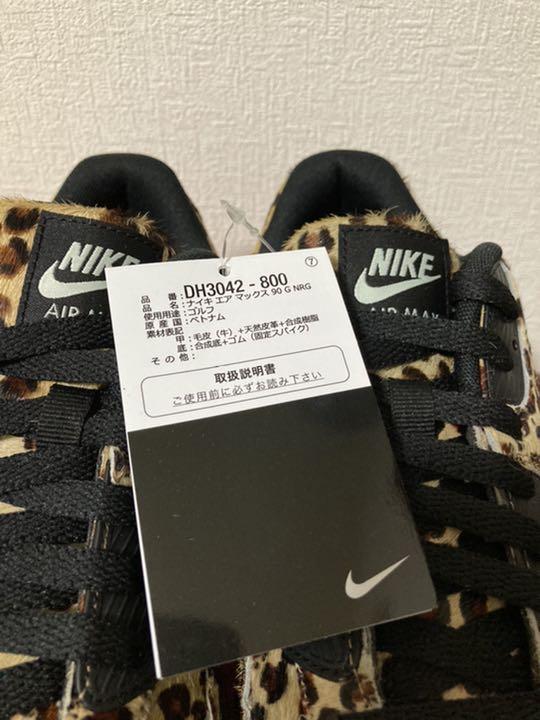 NIKE
AIR MAX
NIKE
AIR MAX
⑦
品 番 : DH3042 - 800
品 名 : ナイキ エア マックス 90 G NRG
使用用途 : ゴルフ
原 産 国 : ベトナム
素材表記
甲 : 毛皮（牛）+天然皮革+合成樹脂
底 : 合成底+ゴム（固定スパイク）
そ の 他 :
取扱説明書
ご使用前に必ずお読み下さい